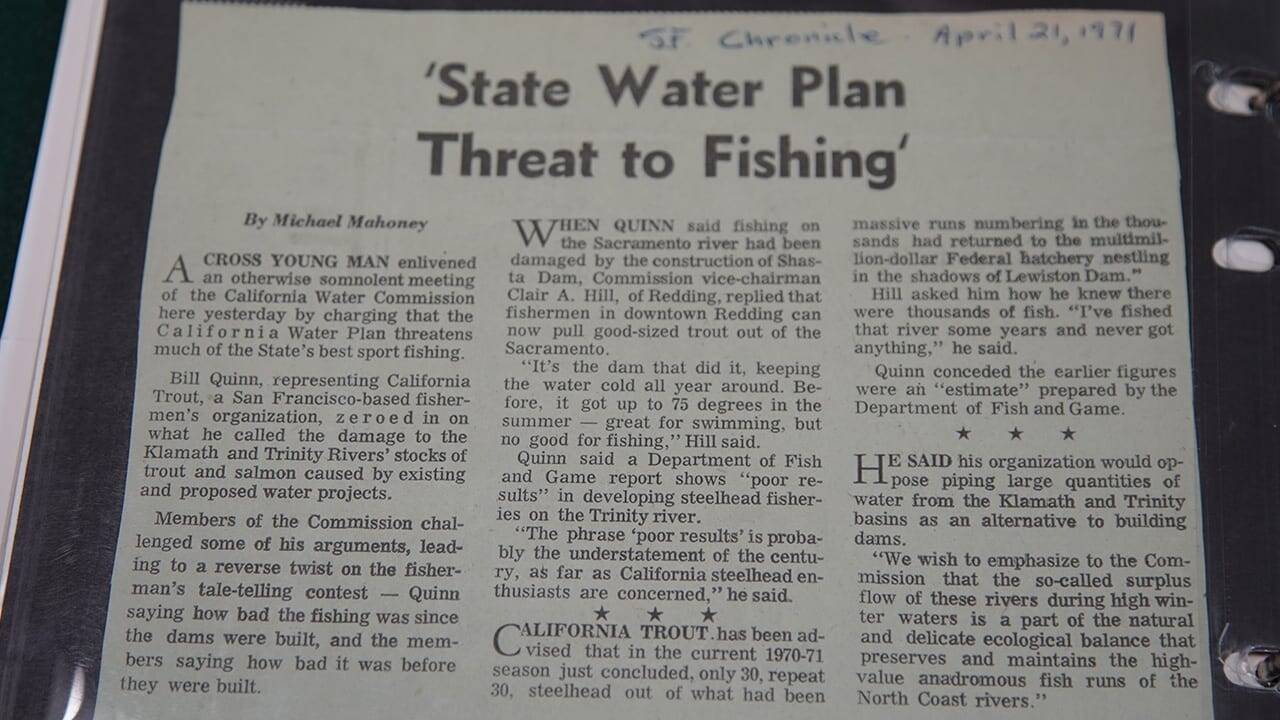 S.F. Chronicle. April 21, 1971
'State Water Plan
Threat to Fishing'
By Michael Mahoney
A CROSS YOUNG MAN enlivened
an otherwise somnolent meeting
of the California Water Commission
here yesterday by charging that the
California Water Plan threatens
much of the State's best sport fishing.
Bill Quinn, representing California
Trout, a San Francisco-based fisher-
men's organization, zeroed in on
what he called the damage to the
Klamath and Trinity Rivers' stocks of
trout and salmon caused by existing
and proposed water projects.
Members of the Commission chal-
lenged some of his arguments, lead-
ing to a reverse twist on the fisher-
man's tale-telling contest — Quinn
saying how bad the fishing was since
the dams were built, and the mem-
bers saying how bad it was before
they were built.
WHEN QUINN said fishing on
the Sacramento river had been
damaged by the construction of Shas-
ta Dam, Commission vice-chairman
Clair A. Hill, of Redding, replied that
fishermen in downtown Redding can
now pull good-sized trout out of the
Sacramento.
"It's the dam that did it, keeping
the water cold all year around. Be-
fore, it got up to 75 degrees in the
summer — great for swimming, but
no good for fishing," Hill said.
Quinn said a Department of Fish
and Game report shows "poor re-
sults" in developing steelhead fisher-
ies on the Trinity river.
"The phrase 'poor results' is proba-
bly the understatement of the centu-
ry, as far as California steelhead en-
thusiasts are concerned," he said.
★ ★ ★
CALIFORNIA TROUT has been ad-
vised that in the current 1970-71
season just concluded, only 30, repeat
30, steelhead out of what had been
massive runs numbering in the thou-
sands had returned to the multimil-
lion-dollar Federal hatchery nestling
in the shadows of Lewiston Dam."
Hill asked him how he knew there
were thousands of fish. "I've fished
that river some years and never got
anything," he said.
Quinn conceded the earlier figures
were an "estimate" prepared by the
Department of Fish and Game.
★ ★ ★
HE SAID his organization would op-
pose piping large quantities of
water from the Klamath and Trinity
basins as an alternative to building
dams.
"We wish to emphasize to the Com-
mission that the so-called surplus
flow of these rivers during high win-
ter waters is a part of the natural
and delicate ecological balance that
preserves and maintains the high-
value anadromous fish runs of the
North Coast rivers."